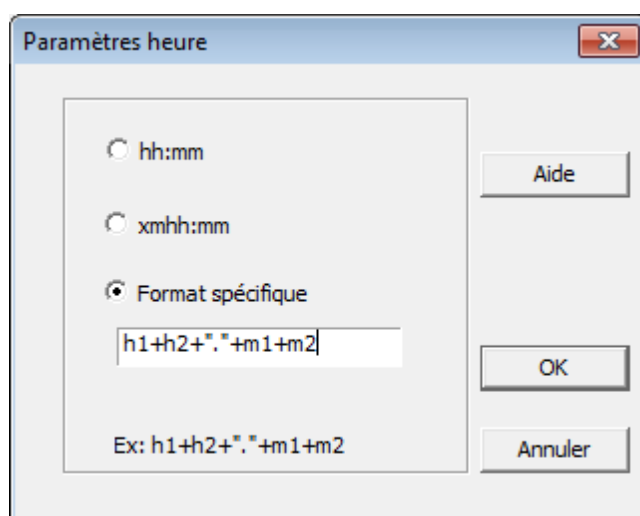 Paramètres heure
hh:mm
Aide
xmhh:mm
Format spécifique
h1+h2+"."+m1+m2
OK
Ex: h1+h2+"."+m1+m2
Annuler